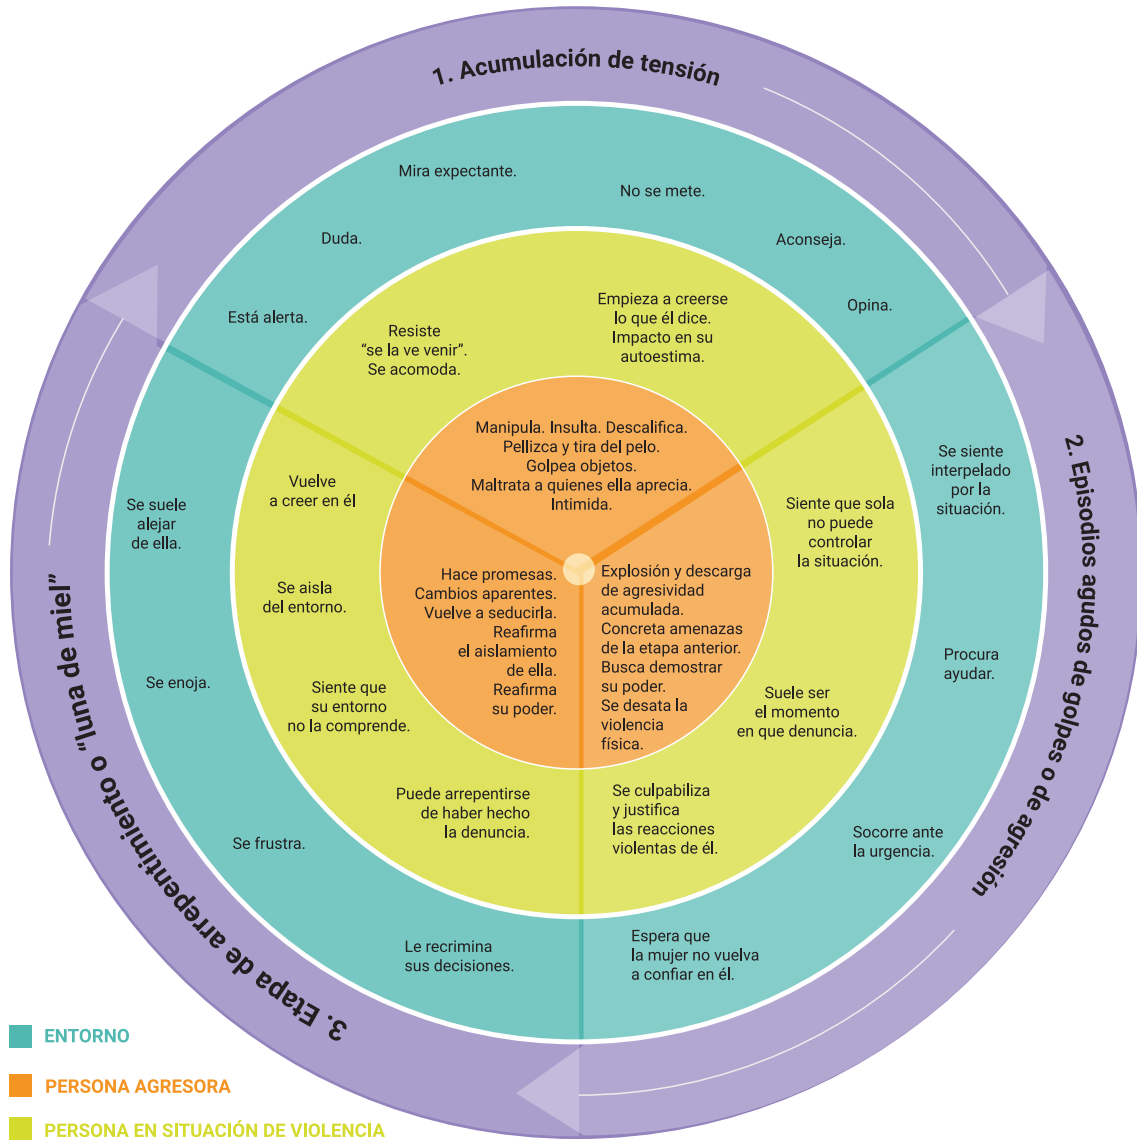 1. Acumulación de tensión
Mira expectante.
No se mete.
Duda.
Aconseja.
Está alerta.
Opina.
Resiste
“se la ve venir”.
Se acomoda.
Empieza a creerse
lo que él dice.
Impacto en su
autoestima.
Manipula. Insulta. Descalifica.
Pellizca y tira del pelo.
Golpea objetos.
Maltrata a quienes ella aprecia.
Intimida.
2. Episodios agudos de golpes o de agresión
Se siente
interpelado
por la
situación.
Procura
ayudar.
Socorre ante
la urgencia.
Espera que
la mujer no vuelva
a confiar en él.
Siente que sola
no puede
controlar
la situación.
Suele ser
el momento
en que denuncia.
Se culpabiliza
y justifica
las reacciones
violentas de él.
Explosión y descarga
de agresividad
acumulada.
Concreta amenazas
de la etapa anterior.
Busca demostrar
su poder.
Se desata la
violencia
física.
3. Etapa de arrepentimiento o “luna de miel”
Se suele
alejar
de ella.
Se enoja.
Se frustra.
Le recrimina
sus decisiones.
Vuelve
a creer en él
Se aisla
del entorno.
Siente que
su entorno
no la comprende.
Puede arrepentirse
de haber hecho
la denuncia.
Hace promesas.
Cambios aparentes.
Vuelve a seducirla.
Reafirma
el aislamiento
de ella.
Reafirma
su poder.
ENTORNO
PERSONA AGRESORA
PERSONA EN SITUACIÓN DE VIOLENCIA